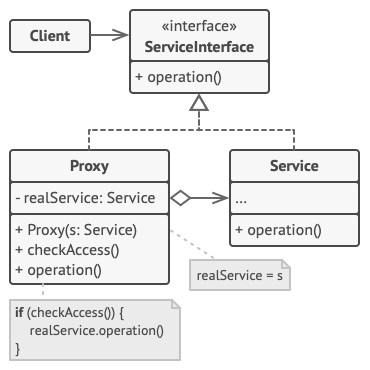 Client
«interface»
ServiceInterface
+ operation()
Proxy
- realService: Service
+ Proxy(s: Service)
+ checkAccess()
+ operation()
Service
...
+ operation()
realService = s
if (checkAccess()) {
realService.operation()
}